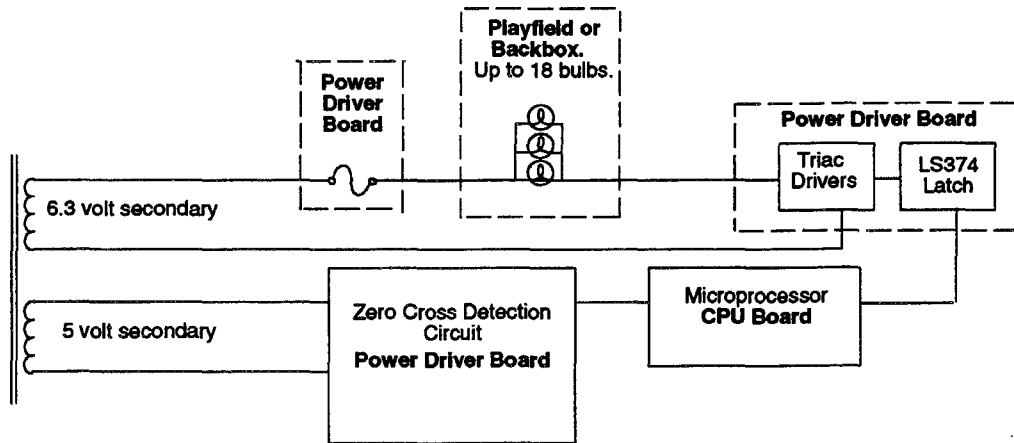 Playfield or
Backbox.
Up to 18 bulbs.
Power
Driver
Board
Power Driver Board
Triac
Drivers
LS374
Latch
6.3 volt secondary
5 volt secondary
Zero Cross Detection
Circuit
Power Driver Board
Microprocessor
CPU Board